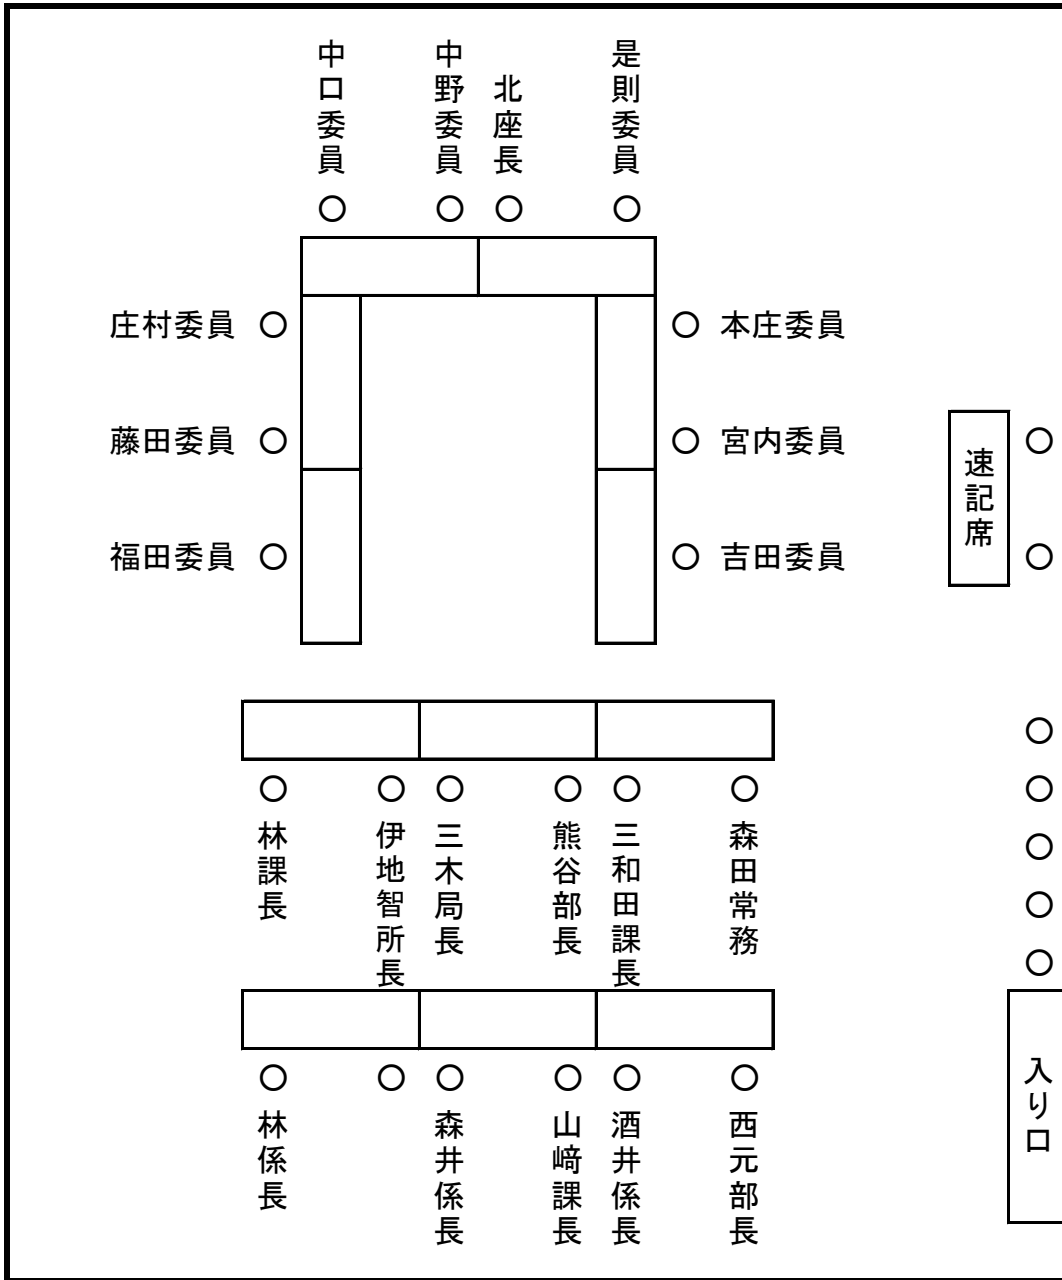 中口委員
中野委員
北座長
是則委員
庄村委員
本庄委員
藤田委員
宮内委員
福田委員
吉田委員
速記席
林課長
伊地智所長
三木局長
熊谷部長
三和田課長
森田常務
林係長
森井係長
山﨑課長
酒井係長
西元部長
入り口